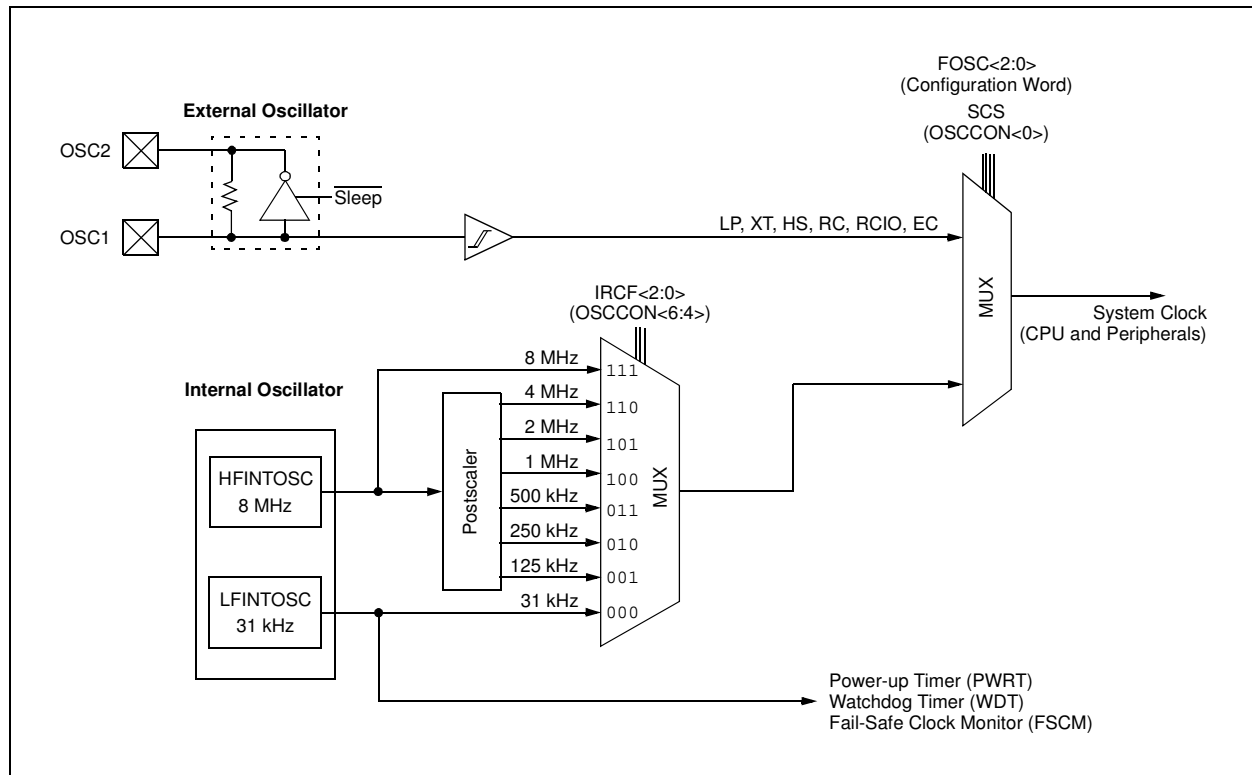 FOSC<2:0>
(Configuration Word)
SCS
(OSCCON<0>)
External Oscillator
OSC2
Sleep
OSC1
LP, XT, HS, RC, RCIO, EC
MUX
System Clock
(CPU and Peripherals)
IRCF<2:0>
(OSCCON<6:4>)
Internal Oscillator
HFINTOSC
8 MHz
LFINTOSC
31 kHz
Postscaler
8 MHz
4 MHz
2 MHz
1 MHz
500 kHz
250 kHz
125 kHz
31 kHz
111
110
101
100
011
010
001
000
MUX
Power-up Timer (PWRT)
Watchdog Timer (WDT)
Fail-Safe Clock Monitor (FSCM)